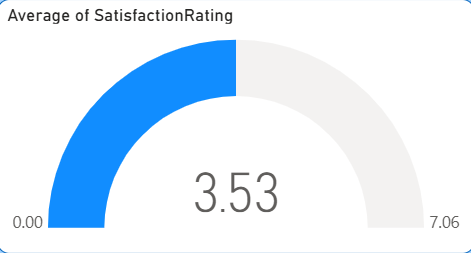 Average of SatisfactionRating
3.53
0.00
7.06